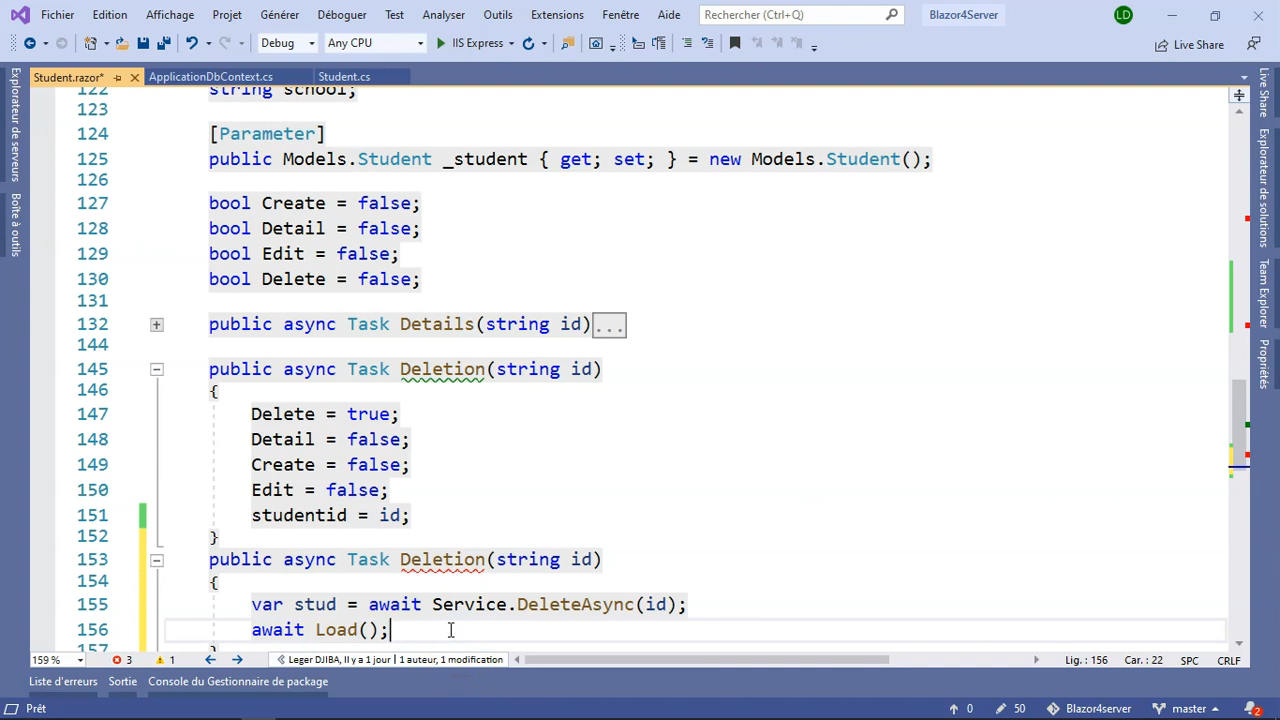 Fichier Edition Affichage Projet Générer Déboguer Test Analyser Outils Extensions Fenêtre Aide Rechercher (Ctrl+Q) Blazor4Server LD
Debug Any CPU IIS Express Live Share
Student.razor* ApplicationDbContext.cs Student.cs
Explorateur de serveurs
Boîte à outils
122 string school;
123
124 [Parameter]
125 public Models.Student _student { get; set; } = new Models.Student();
126
127 bool Create = false;
128 bool Detail = false;
129 bool Edit = false;
130 bool Delete = false;
131
132 public async Task Details(string id)...
144
145 public async Task Deletion(string id)
146 {
147 Delete = true;
148 Detail = false;
149 Create = false;
150 Edit = false;
151 studentid = id;
152 }
153 public async Task Deletion(string id)
154 {
155 var stud = await Service.DeleteAsync(id);
156 await Load();
157 }
Live Share
Explorateur de solutions
Team Explorer
Propriétés
159 % 3 1 Leger DJIBA, Il y a 1 jour | 1 auteur, 1 modification Lig. : 156 Car. : 22 SPC CRLF
Liste d'erreurs Sortie Console du Gestionnaire de package
Prêt 0 50 Blazor4server master 2